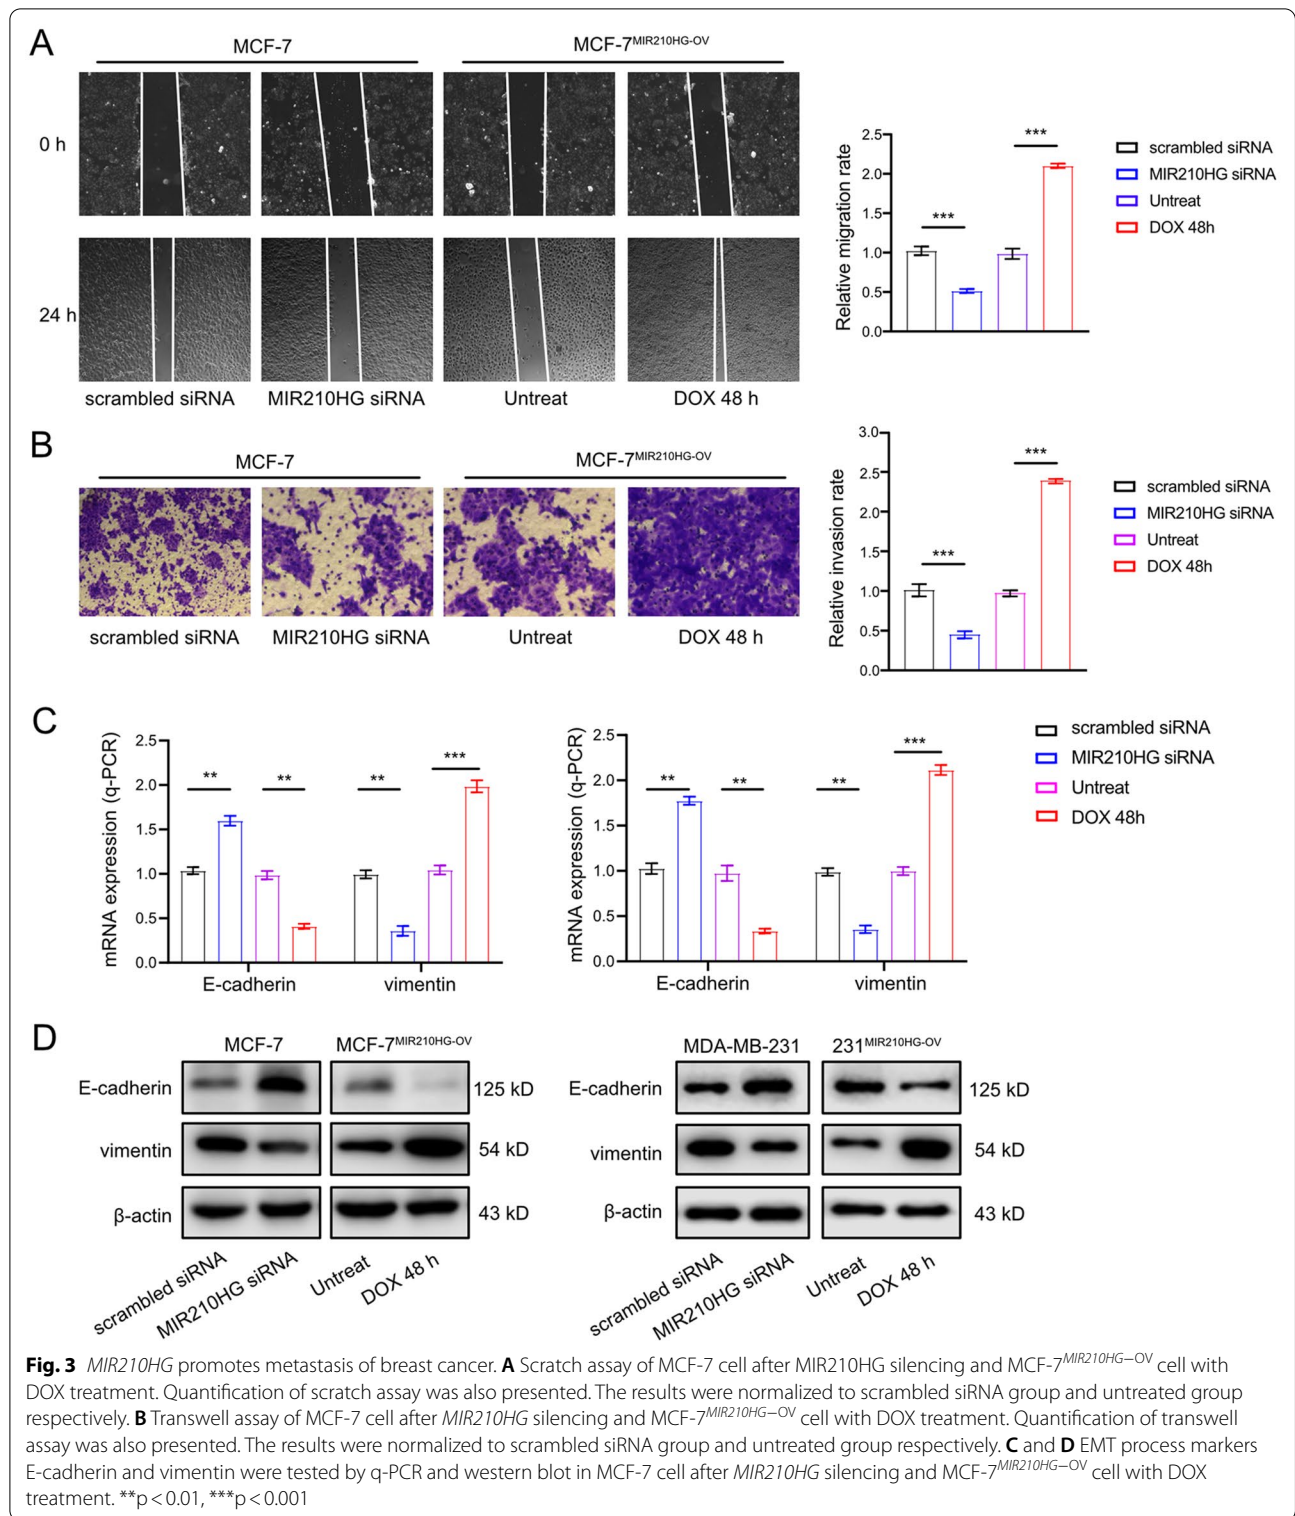 A
MCF-7
MCF-7MIR210HG-OV
0 h
24 h
scrambled siRNA
MIR210HG siRNA
Untreat
DOX 48 h
Relative migration rate
2.5
2.0
1.5
1.0
0.5
0.0
***
***
scrambled siRNA
MIR210HG siRNA
Untreat
DOX 48h
B
MCF-7
MCF-7MIR210HG-OV
scrambled siRNA
MIR210HG siRNA
Untreat
DOX 48 h
Relative invasion rate
3.0
2.5
2.0
1.5
1.0
0.5
0.0
***
***
scrambled siRNA
MIR210HG siRNA
Untreat
DOX 48h
C
mRNA expression (q-PCR)
2.5
2.0
1.5
1.0
0.5
0.0
**
**
**
***
E-cadherin
vimentin
mRNA expression (q-PCR)
2.5
2.0
1.5
1.0
0.5
0.0
**
**
**
***
E-cadherin
vimentin
scrambled siRNA
MIR210HG siRNA
Untreat
DOX 48h
D
MCF-7
MCF-7MIR210HG-OV
E-cadherin
125 kD
vimentin
54 kD
β-actin
43 kD
scrambled siRNA
MIR210HG siRNA
Untreat
DOX 48 h
MDA-MB-231
231MIR210HG-OV
E-cadherin
125 kD
vimentin
54 kD
β-actin
43 kD
scrambled siRNA
MIR210HG siRNA
Untreat
DOX 48 h
Fig. 3 MIR210HG promotes metastasis of breast cancer. A Scratch assay of MCF-7 cell after MIR210HG silencing and MCF-7MIR210HG−OV cell with
DOX treatment. Quantification of scratch assay was also presented. The results were normalized to scrambled siRNA group and untreated group
respectively. B Transwell assay of MCF-7 cell after MIR210HG silencing and MCF-7MIR210HG−OV cell with DOX treatment. Quantification of transwell
assay was also presented. The results were normalized to scrambled siRNA group and untreated group respectively. C and D EMT process markers
E-cadherin and vimentin were tested by q-PCR and western blot in MCF-7 cell after MIR210HG silencing and MCF-7MIR210HG−OV cell with DOX
treatment. **p < 0.01, ***p < 0.001